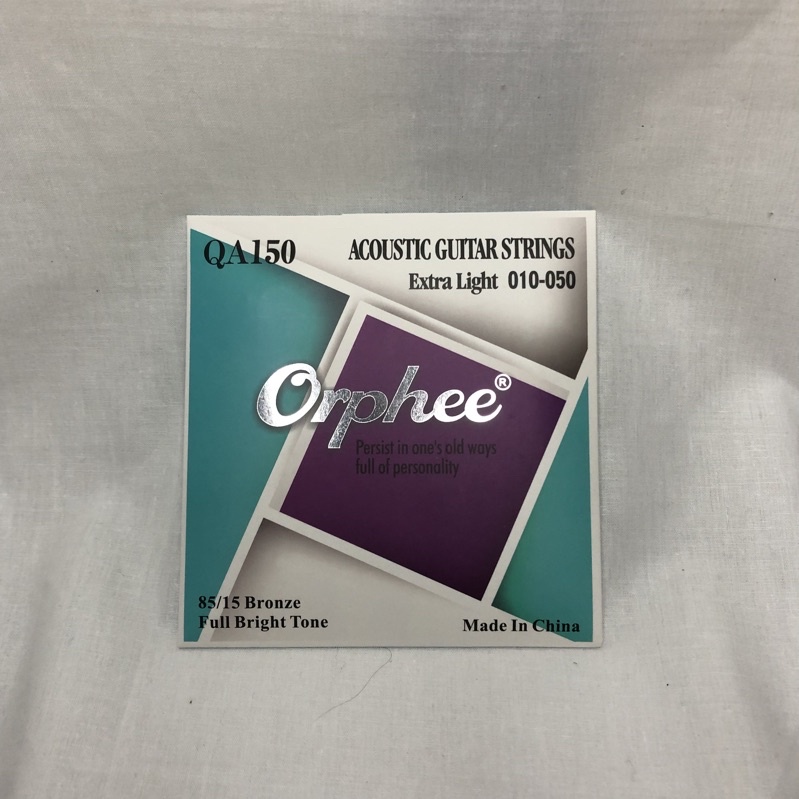 QA150
ACOUSTIC GUITAR STRINGS
Extra Light 010-050
Orphee®
Persist in one's old ways
full of personality
85/15 Bronze
Full Bright Tone
Made In China